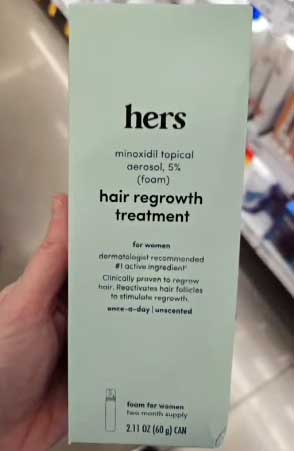 hers
minoxidil topical
aerosol, 5%
(foam)
hair regrowth
treatment
for women
dermatologist recommended
#1 active ingredient*
Clinically proven to regrow
hair. Reactivates hair follicles
to stimulate regrowth.
once-a-day | unscented
foam for women
two month supply
2.11 OZ (60 g) CAN